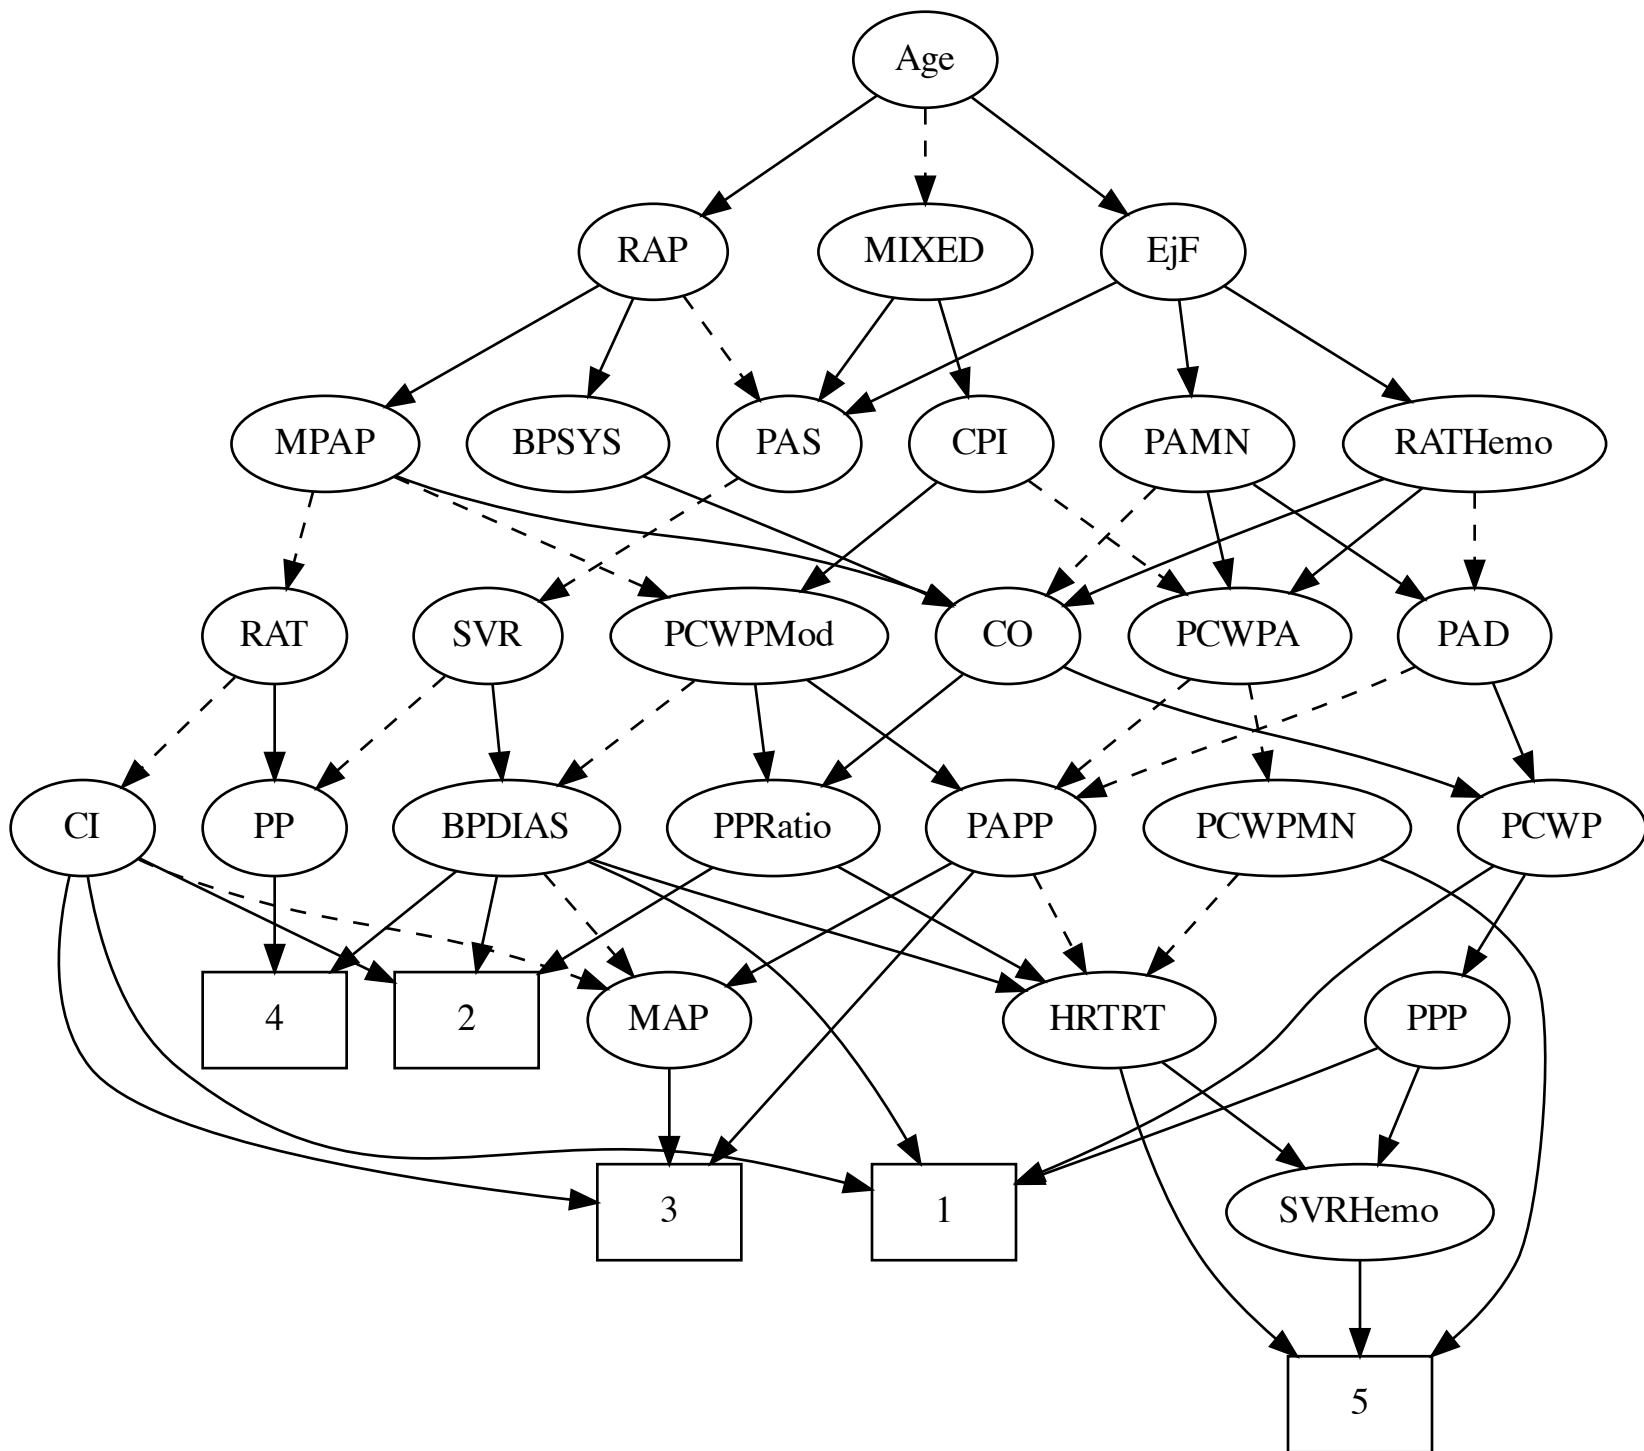 Age
RAP
MIXED
EjF
MPAP
BPSYS
PAS
CPI
PAMN
RATHemo
RAT
SVR
PCWPMod
CO
PCWPA
PAD
CI
PP
BPDIAS
PPRatio
PAPP
PCWPMN
PCWP
4
2
MAP
HRTRT
PPP
3
1
SVRHemo
5